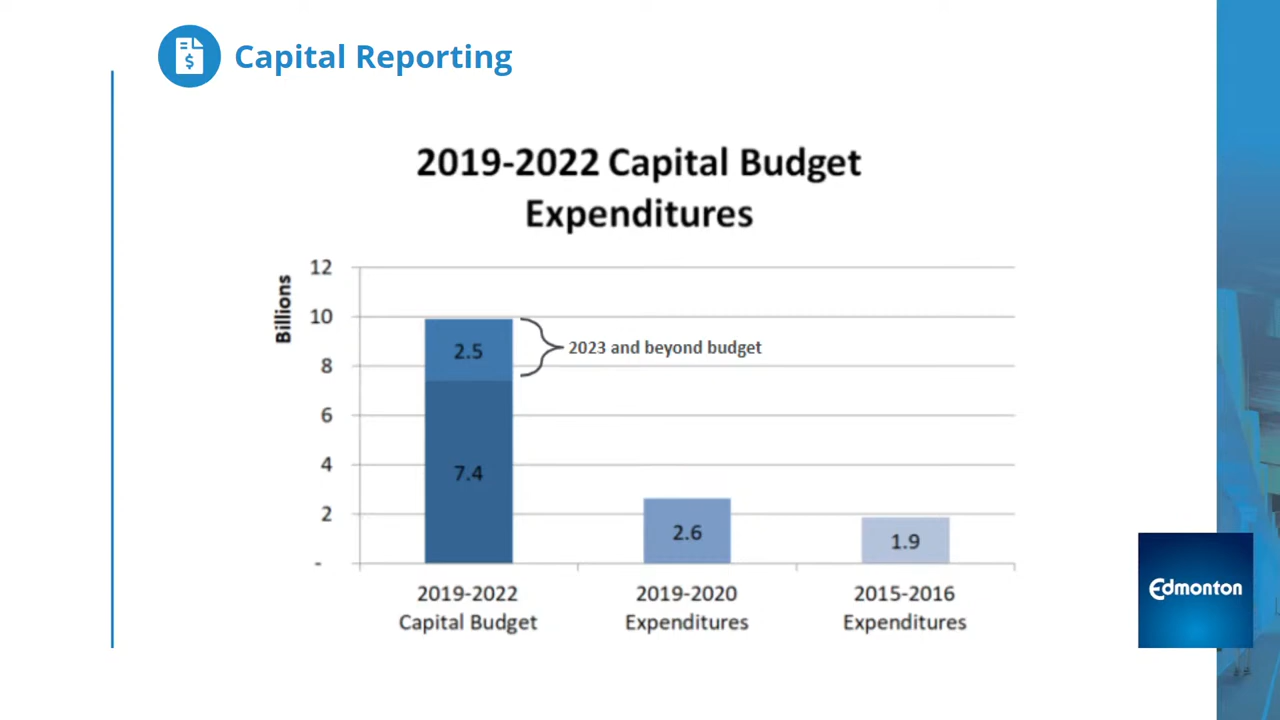 $
Capital Reporting
2019-2022 Capital Budget
Expenditures
Billions
12
10
8
6
4
2
-
2.5
2023 and beyond budget
7.4
2.6
1.9
2019-2022
Capital Budget
2019-2020
Expenditures
2015-2016
Expenditures
Edmonton